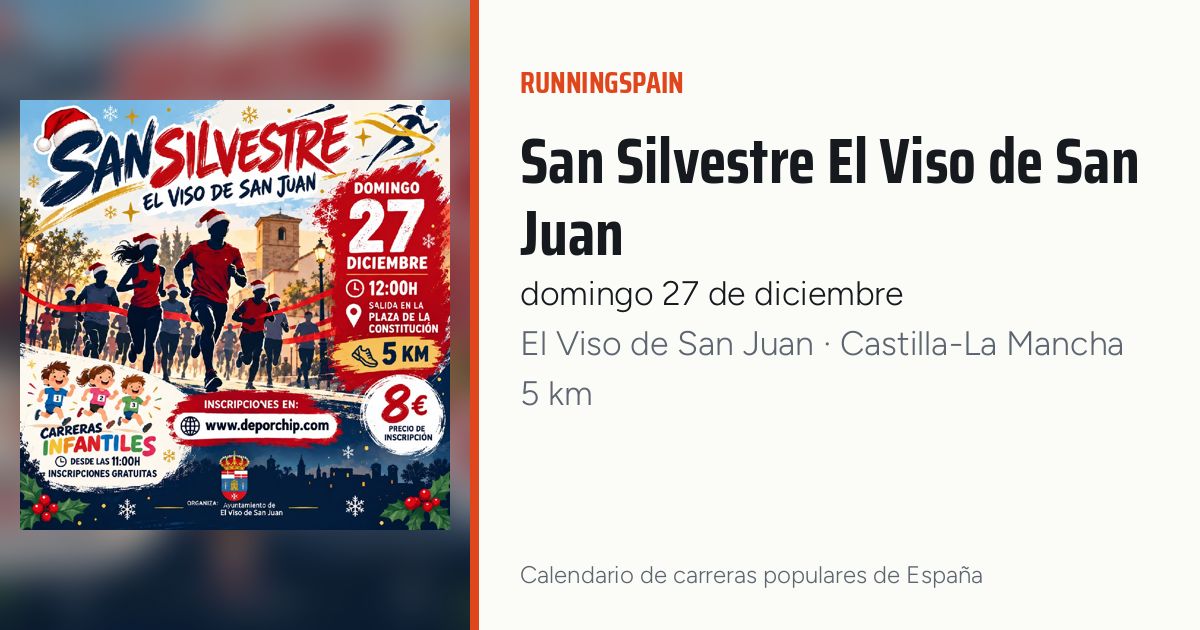 SANSILVESTRE
EL VISO DE SAN JUAN
DOMINGO
27
DICIEMBRE
12:00H
SALIDA EN LA
PLAZA DE LA
CONSTITUCIÓN
5 KM
8€
PRECIO DE
INSCRIPCIÓN
INSCRIPCIONES EN:
www.deporchip.com
1
2
3
CARRERAS
INFANTILES
DESDE LAS 11:00H
INSCRIPCIONES GRATUITAS
ORGANIZA:
Ayuntamiento de
El Viso de San Juan
RUNNINGSPAIN
San Silvestre El Viso de San
Juan
domingo 27 de diciembre
El Viso de San Juan · Castilla-La Mancha
5 km
Calendario de carreras populares de España